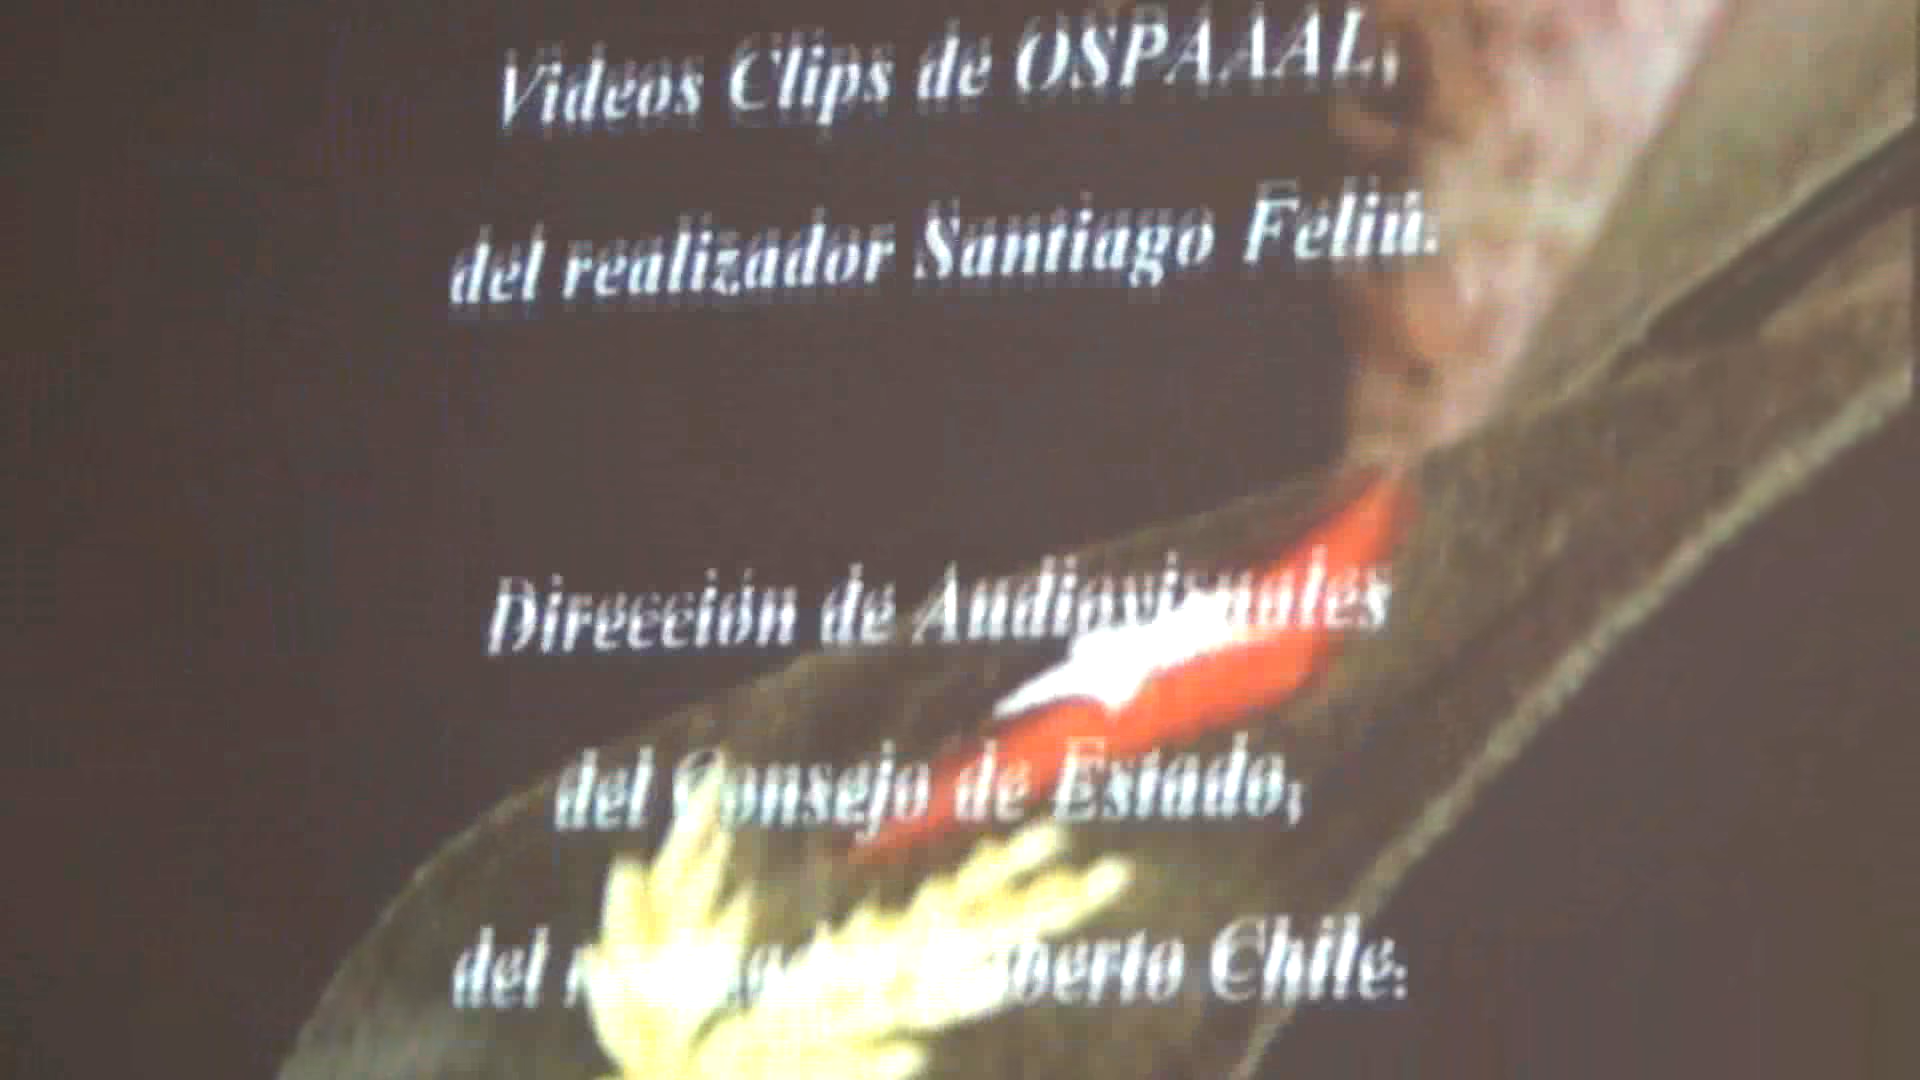 Videos Clips de OSPAAAL,
del realizador Santiago Feliú.
Dirección de Audiovisuales
del Consejo de Estado,
del Chile.